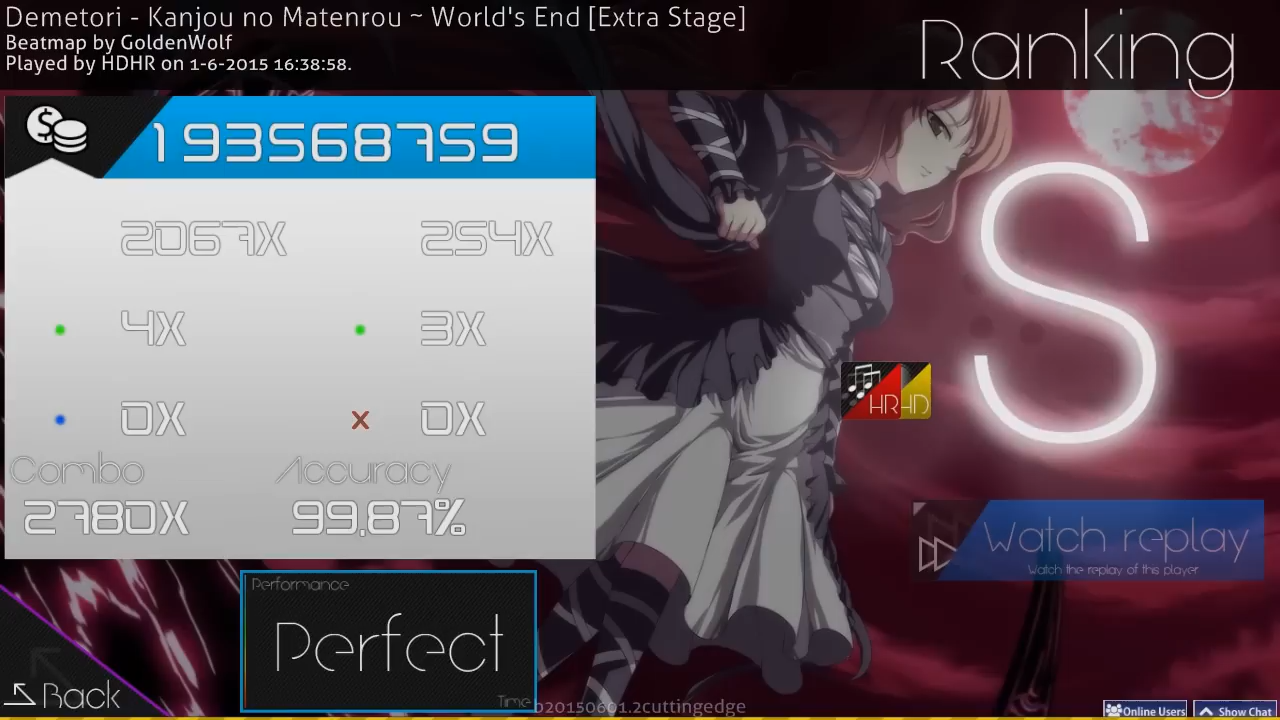 Demetori - Kanjou no Matenrou ~ World's End [Extra Stage]
Beatmap by GoldenWolf
Played by HDHR on 1-6-2015 16:38:58.
Ranking
$
193568759
2067X 254X
4X 3X
0X X 0X
Combo Accuracy
2780X 99,87%
S
HR HD
Watch replay
Watch the replay of this player
Performance
Perfect
Time
Back
b20150601.2cuttingedge
Online Users Show Chat